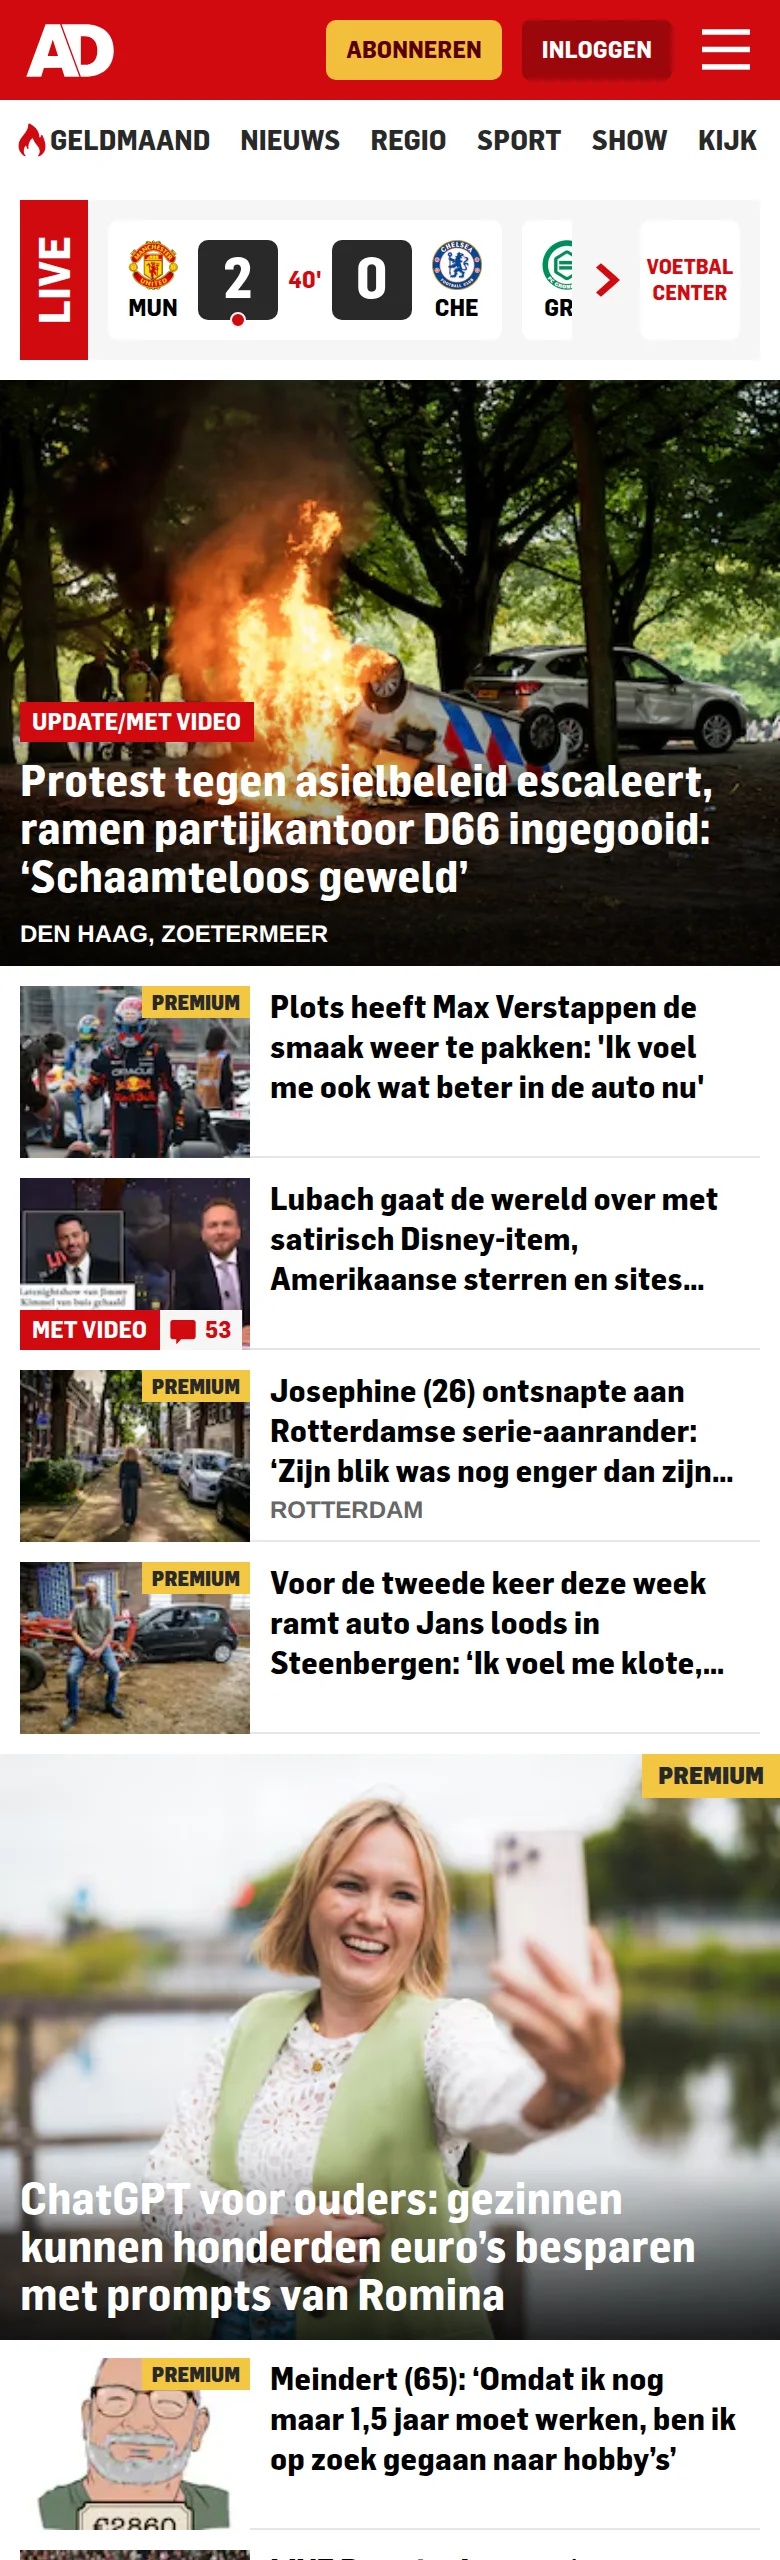 AD
ABONNEREN
INLOGGEN
GELDMAAND
NIEUWS
REGIO
SPORT
SHOW
KIJK
LIVE
MUN
2
40'
0
CHE
GR
VOETBAL
CENTER
UPDATE/MET VIDEO
Protest tegen asielbeleid escaleert,
ramen partijkantoor D66 ingegooid:
‘Schaamteloos geweld’
DEN HAAG, ZOETERMEER
PREMIUM
Plots heeft Max Verstappen de
smaak weer te pakken: 'Ik voel
me ook wat beter in de auto nu'
Latenightshow van Jimmy
Kimmel van buis gehaald
MET VIDEO
53
Lubach gaat de wereld over met
satirisch Disney-item,
Amerikaanse sterren en sites...
PREMIUM
Josephine (26) ontsnapte aan
Rotterdamse serie-aanrander:
‘Zijn blik was nog enger dan zijn...
ROTTERDAM
PREMIUM
Voor de tweede keer deze week
ramt auto Jans loods in
Steenbergen: ‘Ik voel me klote,...
PREMIUM
ChatGPT voor ouders: gezinnen
kunnen honderden euro’s besparen
met prompts van Romina
PREMIUM
€2860
Meindert (65): ‘Omdat ik nog
maar 1,5 jaar moet werken, ben ik
op zoek gegaan naar hobby’s’